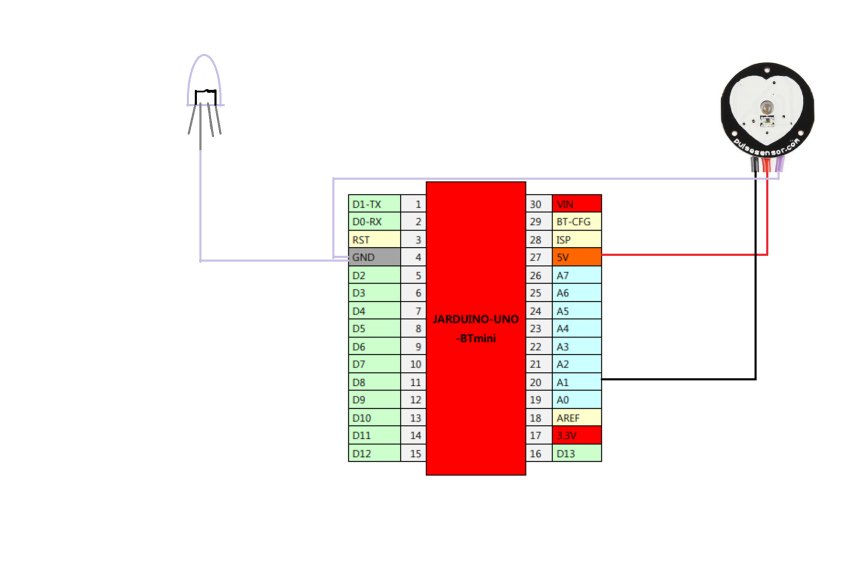 pulsesensor.com
D1-TX 1
D0-RX 2
RST 3
GND 4
D2 5
D3 6
D4 7
D5 8
D6 9
D7 10
D8 11
D9 12
D10 13
D11 14
D12 15
JARDUINO-UNO
-BTmini
30 VIN
29 BT-CFG
28 ISP
27 5V
26 A7
25 A6
24 A5
23 A4
22 A3
21 A2
20 A1
19 A0
18 AREF
17 3.3V
16 D13